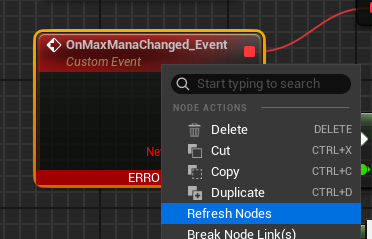 OnMaxManaChanged_Event
Custom Event
Start typing to search
NODE ACTIONS
Delete DELETE
Cut CTRL+X
Copy CTRL+C
Duplicate CTRL+D
Refresh Nodes
Break Node Link(s)